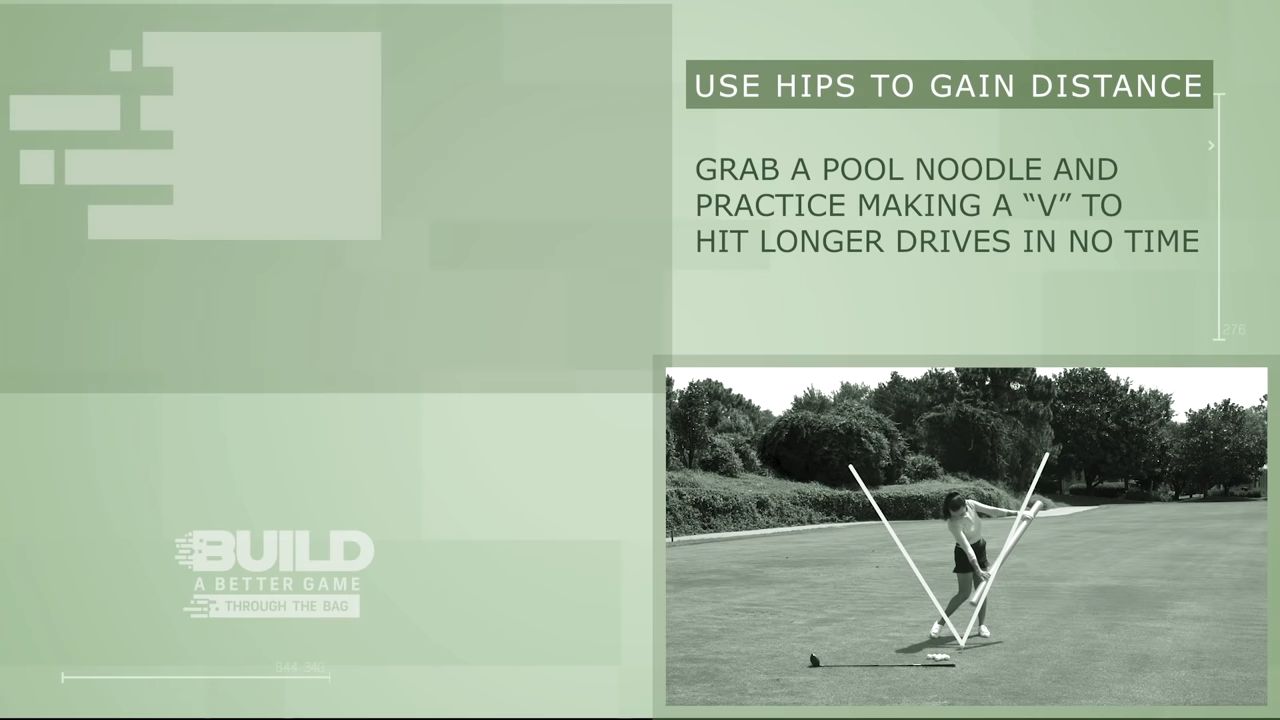 USE HIPS TO GAIN DISTANCE
GRAB A POOL NOODLE AND
PRACTICE MAKING A “V” TO
HIT LONGER DRIVES IN NO TIME
276
BUILD
A BETTER GAME
THROUGH THE BAG